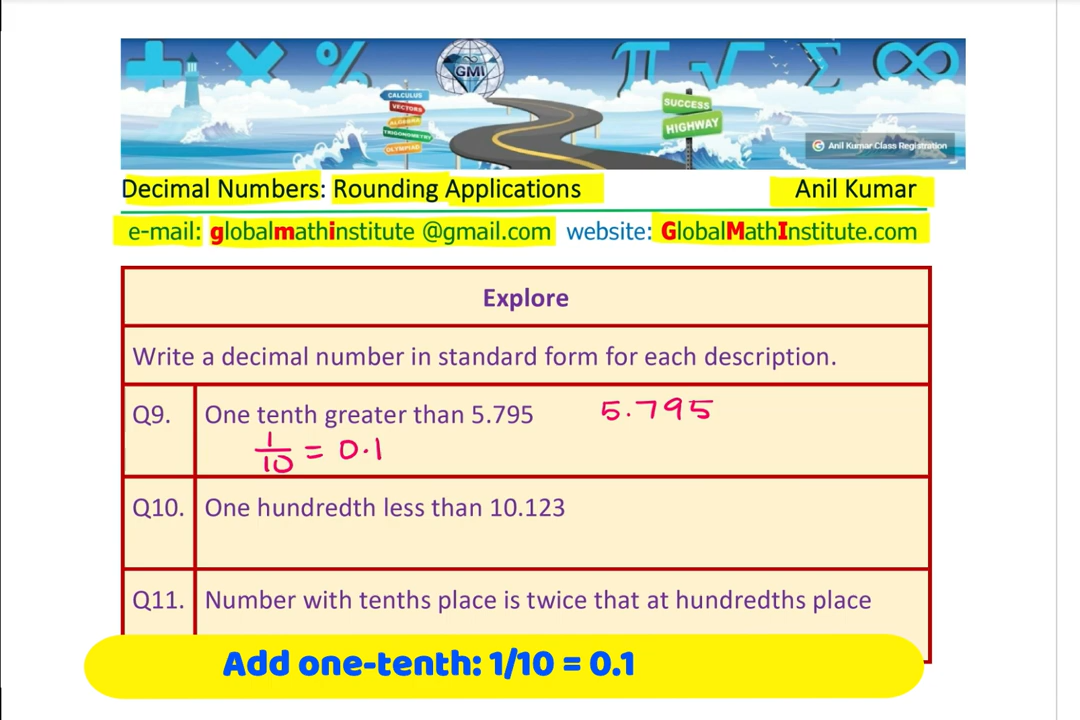 + × % GMI π √ Σ ∞
CALCULUS
VECTORS
ALGEBRA
TRIGONOMETRY
OLYMPIAD
SUCCESS
HIGHWAY
G Anil Kumar Class Registration
Decimal Numbers: Rounding Applications Anil Kumar
e-mail: globalmathinstitute @gmail.com website: GlobalMathInstitute.com
Explore
Write a decimal number in standard form for each description.
Q9. One tenth greater than 5.795 5.795
1/10 = 0.1
Q10. One hundredth less than 10.123
Q11. Number with tenths place is twice that at hundredths place
Add one-tenth: 1/10 = 0.1